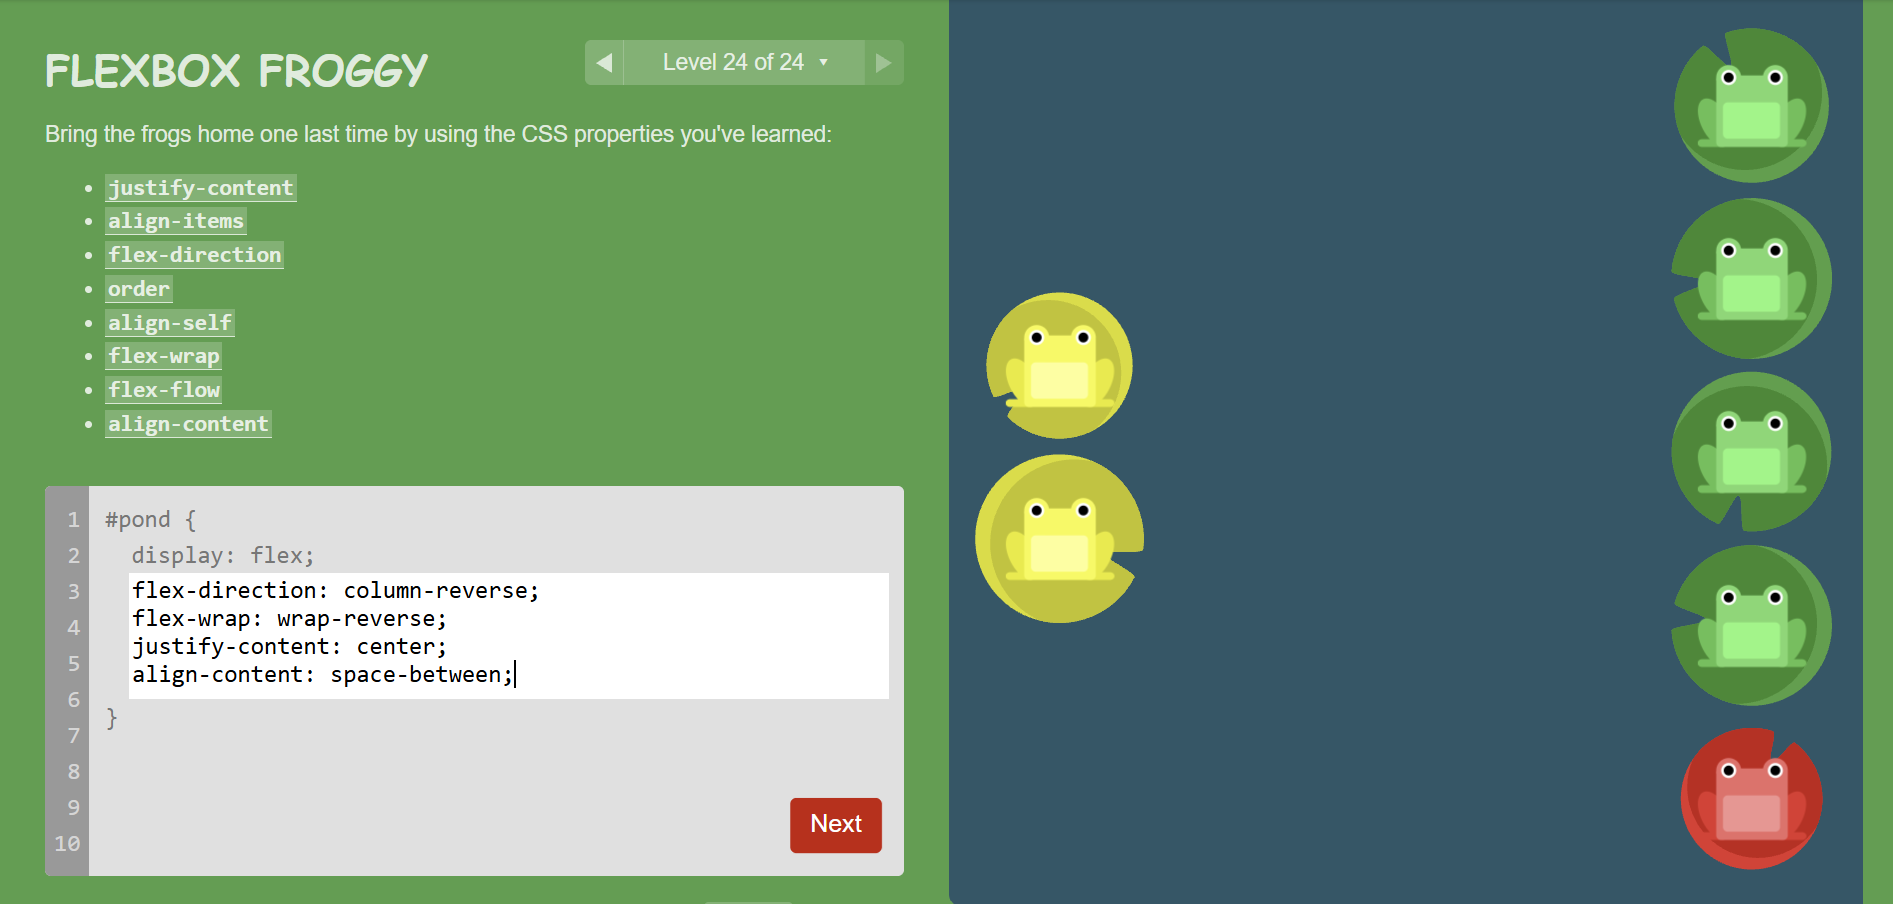 FLEXBOX FROGGY
◀ Level 24 of 24 ▼ ▶
Bring the frogs home one last time by using the CSS properties you've learned:
• justify-content
• align-items
• flex-direction
• order
• align-self
• flex-wrap
• flex-flow
• align-content
1 #pond {
2 display: flex;
3 flex-direction: column-reverse;
4 flex-wrap: wrap-reverse;
5 justify-content: center;
6 align-content: space-between;
7 }
8
9
10
Next